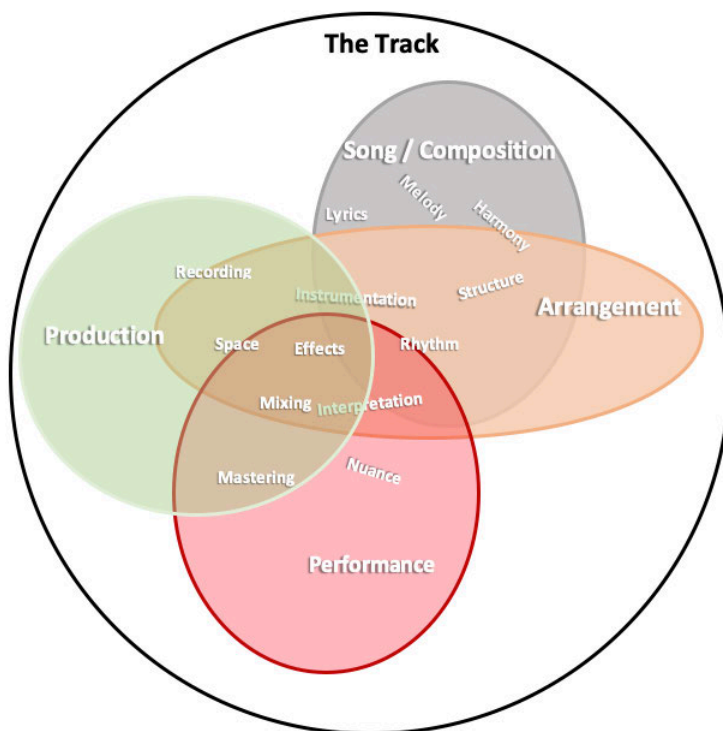 The Track
Song / Composition
Melody
Harmony
Lyrics
Recording
Structure
Instrumentation
Arrangement
Production
Space
Effects
Rhythm
Mixing
Interpretation
Mastering
Nuance
Performance